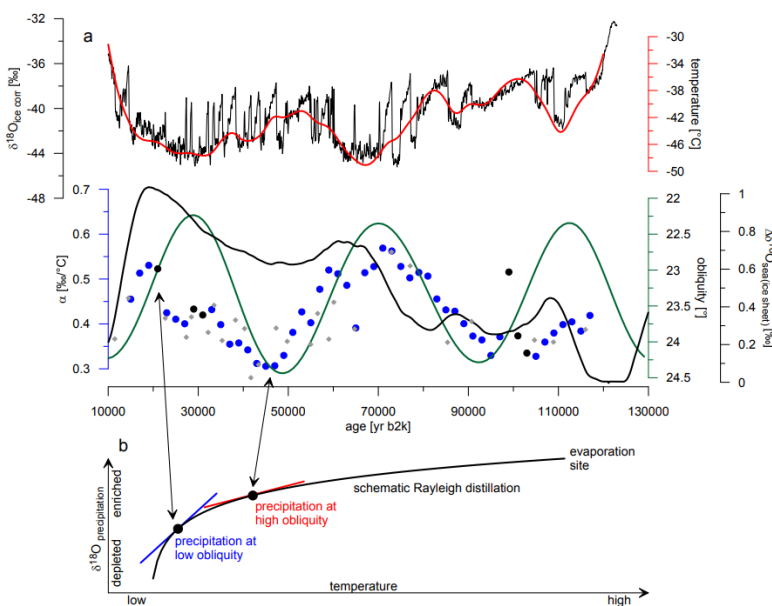 a
-32
-36
-40
-44
-48
δ18Oice corr [‰]
-30
-34
-38
-42
-46
-50
temperature [°C]
0.7
0.6
0.5
0.4
0.3
α [‰/°C]
22
22.5
23
23.5
24
24.5
obliquity [°]
1
0.8
0.6
0.4
0.2
0
Δδ18Osea(ice sheet) [‰]
10000 30000 50000 70000 90000 110000 130000
age [yr b2k]
b
evaporation
site
schematic Rayleigh distillation
precipitation at
high obliquity
precipitation at
low obliquity
δ18Oprecipitation
depleted enriched
temperature
low high